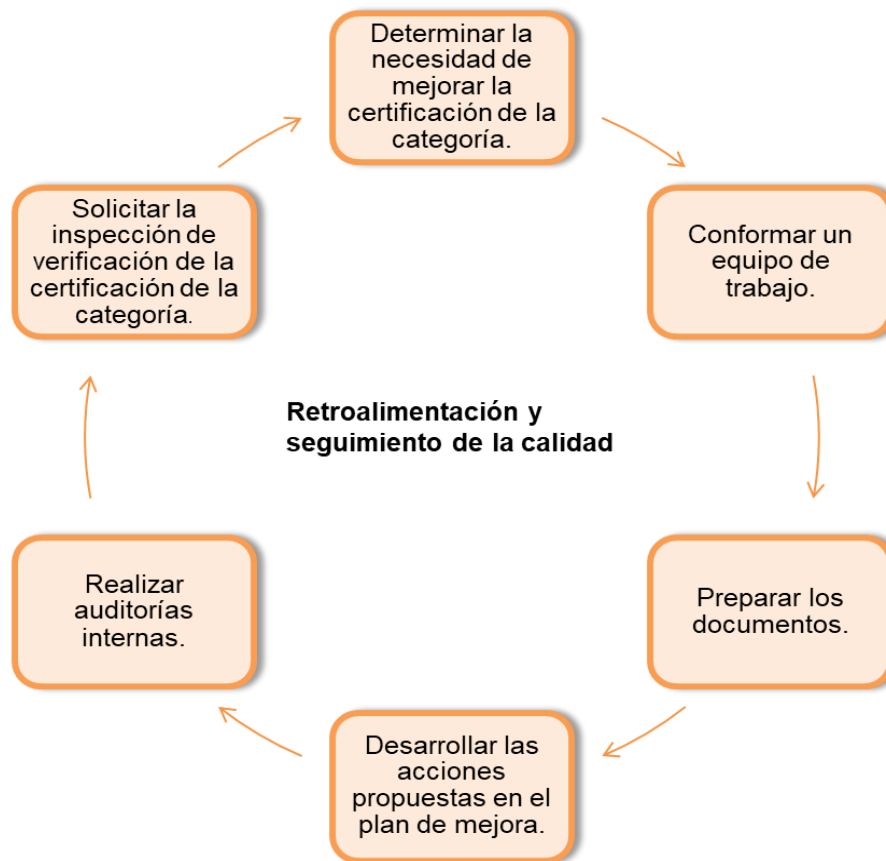 Determinar la
necesidad de
mejorar la
certificación de la
categoría.
Conformar un
equipo de
trabajo.
Preparar los
documentos.
Desarrollar las
acciones
propuestas en el
plan de mejora.
Realizar
auditorías
internas.
Solicitar la
inspección de
verificación de la
certificación de la
categoría.
Retroalimentación y
seguimiento de la calidad